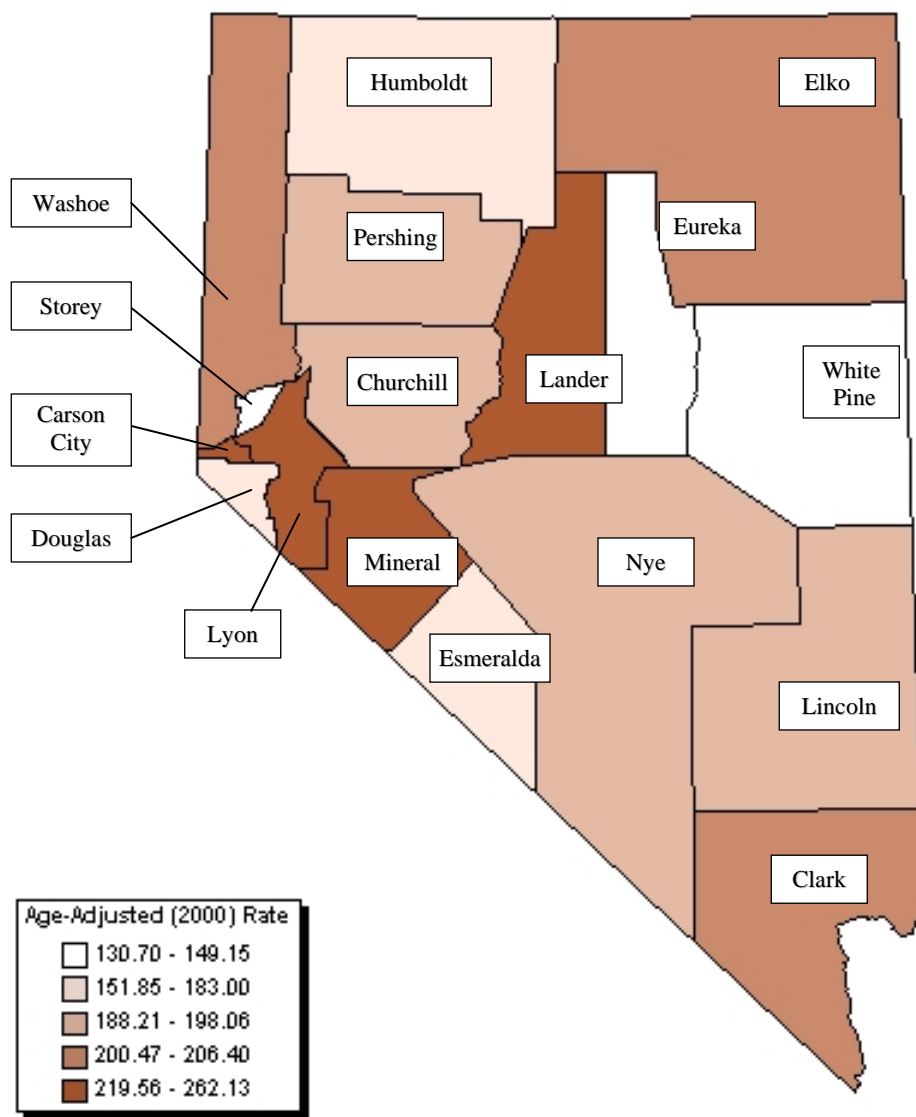 Humboldt
Elko
Washoe
Pershing
Eureka
Storey
Churchill
Lander
White
Pine
Carson
City
Douglas
Mineral
Nye
Lyon
Esmeralda
Lincoln
Clark
Age-Adjusted (2000) Rate
130.70 - 149.15
151.85 - 183.00
188.21 - 198.06
200.47 - 206.40
219.56 - 262.13